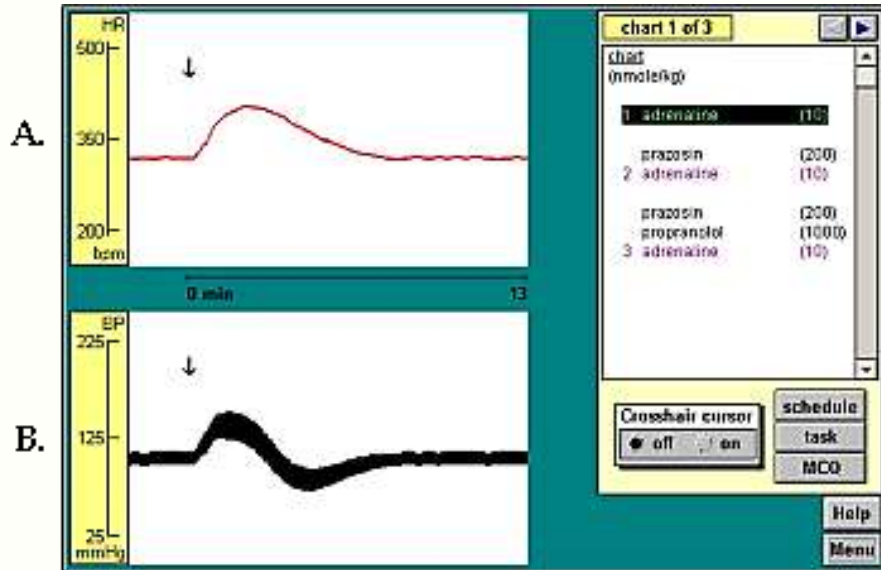 HR
500
A.
350
200
bpm
0 min 13
BP
225
B.
125
25
mmHg
chart 1 of 3
chart
(nmole/kg)
1 adrenaline (10)
prazosin (200)
2 adrenaline (10)
prazosin (200)
propranolol (1000)
3 adrenaline (10)
Crosshair cursor
off on
schedule
task
MCQ
Help
Menu